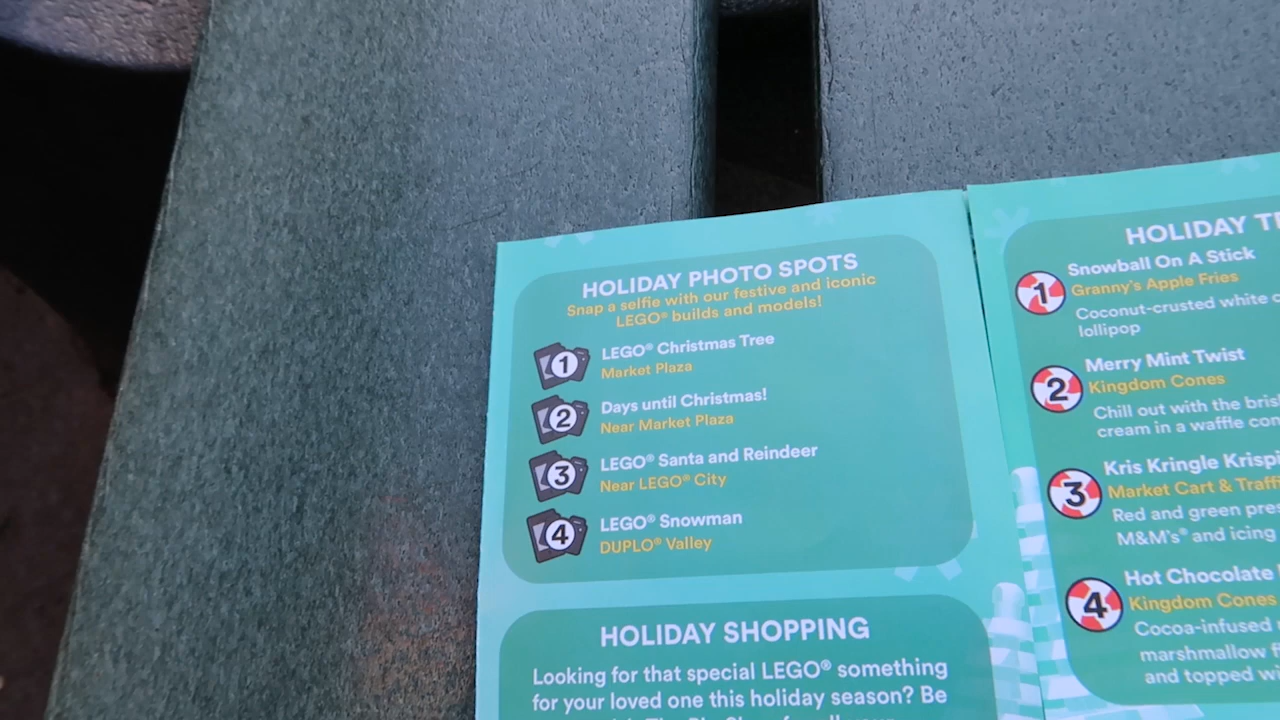 HOLIDAY PHOTO SPOTS
Snap a selfie with our festive and iconic
LEGO® builds and models!
1 LEGO® Christmas Tree
Market Plaza
2 Days until Christmas!
Near Market Plaza
3 LEGO® Santa and Reindeer
Near LEGO® City
4 LEGO® Snowman
DUPLO® Valley
HOLIDAY SHOPPING
Looking for that special LEGO® something
for your loved one this holiday season? Be
HOLIDAY
1 Snowball On A Stick
Granny's Apple Fries
Coconut-crusted white
lollipop
2 Merry Mint Twist
Kingdom Cones
Chill out with the
cream in a waffle
3 Kris Kringle
Market Cart &
Red and green
M&M's® and icing
4 Hot Chocolate
Kingdom Cones
Cocoa-infused
marshmallow
and topped